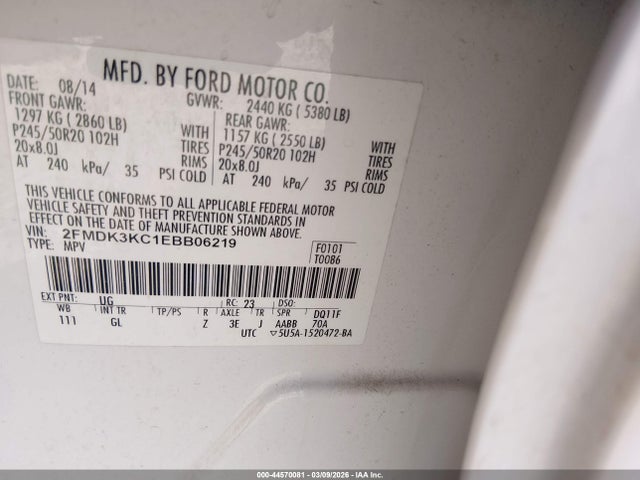 MFD. BY FORD MOTOR CO.
08/14 GVWR: 2440 KG ( 5380 LB)
FRONT GAWR: REAR GAWR:
1297 KG ( 2860 LB) 1157 KG ( 2550 LB)
P245/50R20 102H WITH TIRES P245/50R20 102H WITH TIRES
20x8.0J RIMS 20x8.0J RIMS
AT 240 kPa/ 35 PSI COLD AT 240 kPa/ 35 PSI COLD
THIS VEHICLE CONFORMS TO ALL APPLICABLE FEDERAL MOTOR
VEHICLE SAFETY AND THEFT PREVENTION STANDARDS IN
EFFECT ON THE DATE OF MANUFACTURE SHOWN ABOVE.
VIN: 2FMDK3KC1EBB06219
TYPE: MPV
F0101
T0086
EXT PNT: UG RC: 23 DSO:
WB INT TR TP/PS R AXLE TR SPR DQ11F
111 GL Z 3E J AABB 70A
UTC ▽5U5A-1520472-BA
000-44570081 | 03/09/2026 | IAA Inc.